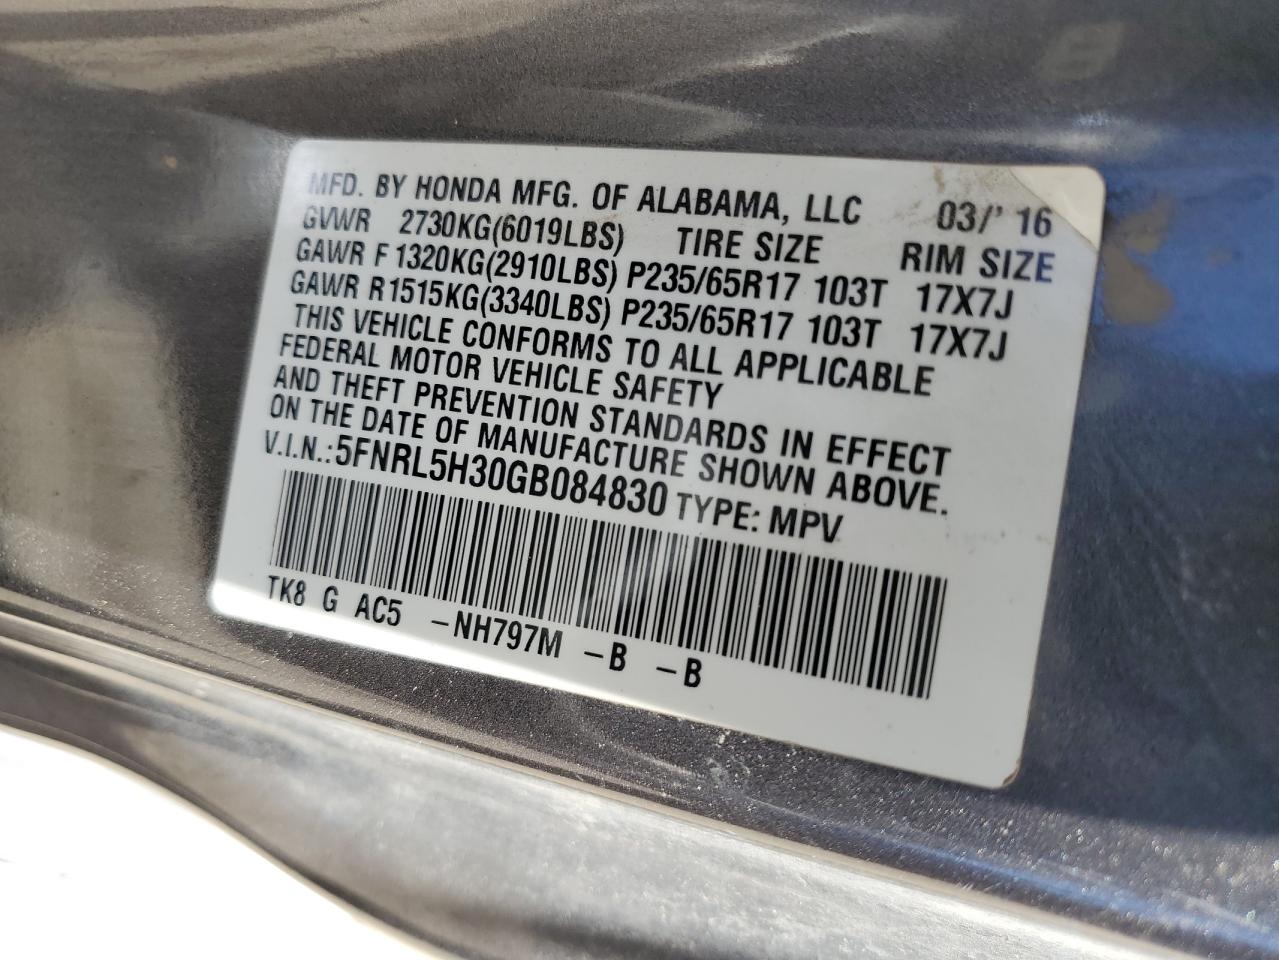 MFD. BY HONDA MFG. OF ALABAMA, LLC 03/' 16
GVWR 2730KG(6019LBS) TIRE SIZE RIM SIZE
GAWR F 1320KG(2910LBS) P235/65R17 103T 17X7J
GAWR R1515KG(3340LBS) P235/65R17 103T 17X7J
THIS VEHICLE CONFORMS TO ALL APPLICABLE
FEDERAL MOTOR VEHICLE SAFETY
AND THEFT PREVENTION STANDARDS IN EFFECT
ON THE DATE OF MANUFACTURE SHOWN ABOVE.
V.I.N.:5FNRL5H30GB084830 TYPE: MPV
TK8 G AC5 -NH797M -B -B